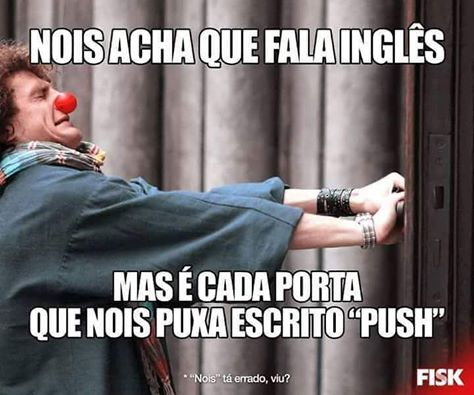 NOIS ACHA QUE FALA INGLÊS
MAS É CADA PORTA
QUE NOIS PUXA ESCRITO “PUSH”
* “Nois” tá errado, viu?
FISK